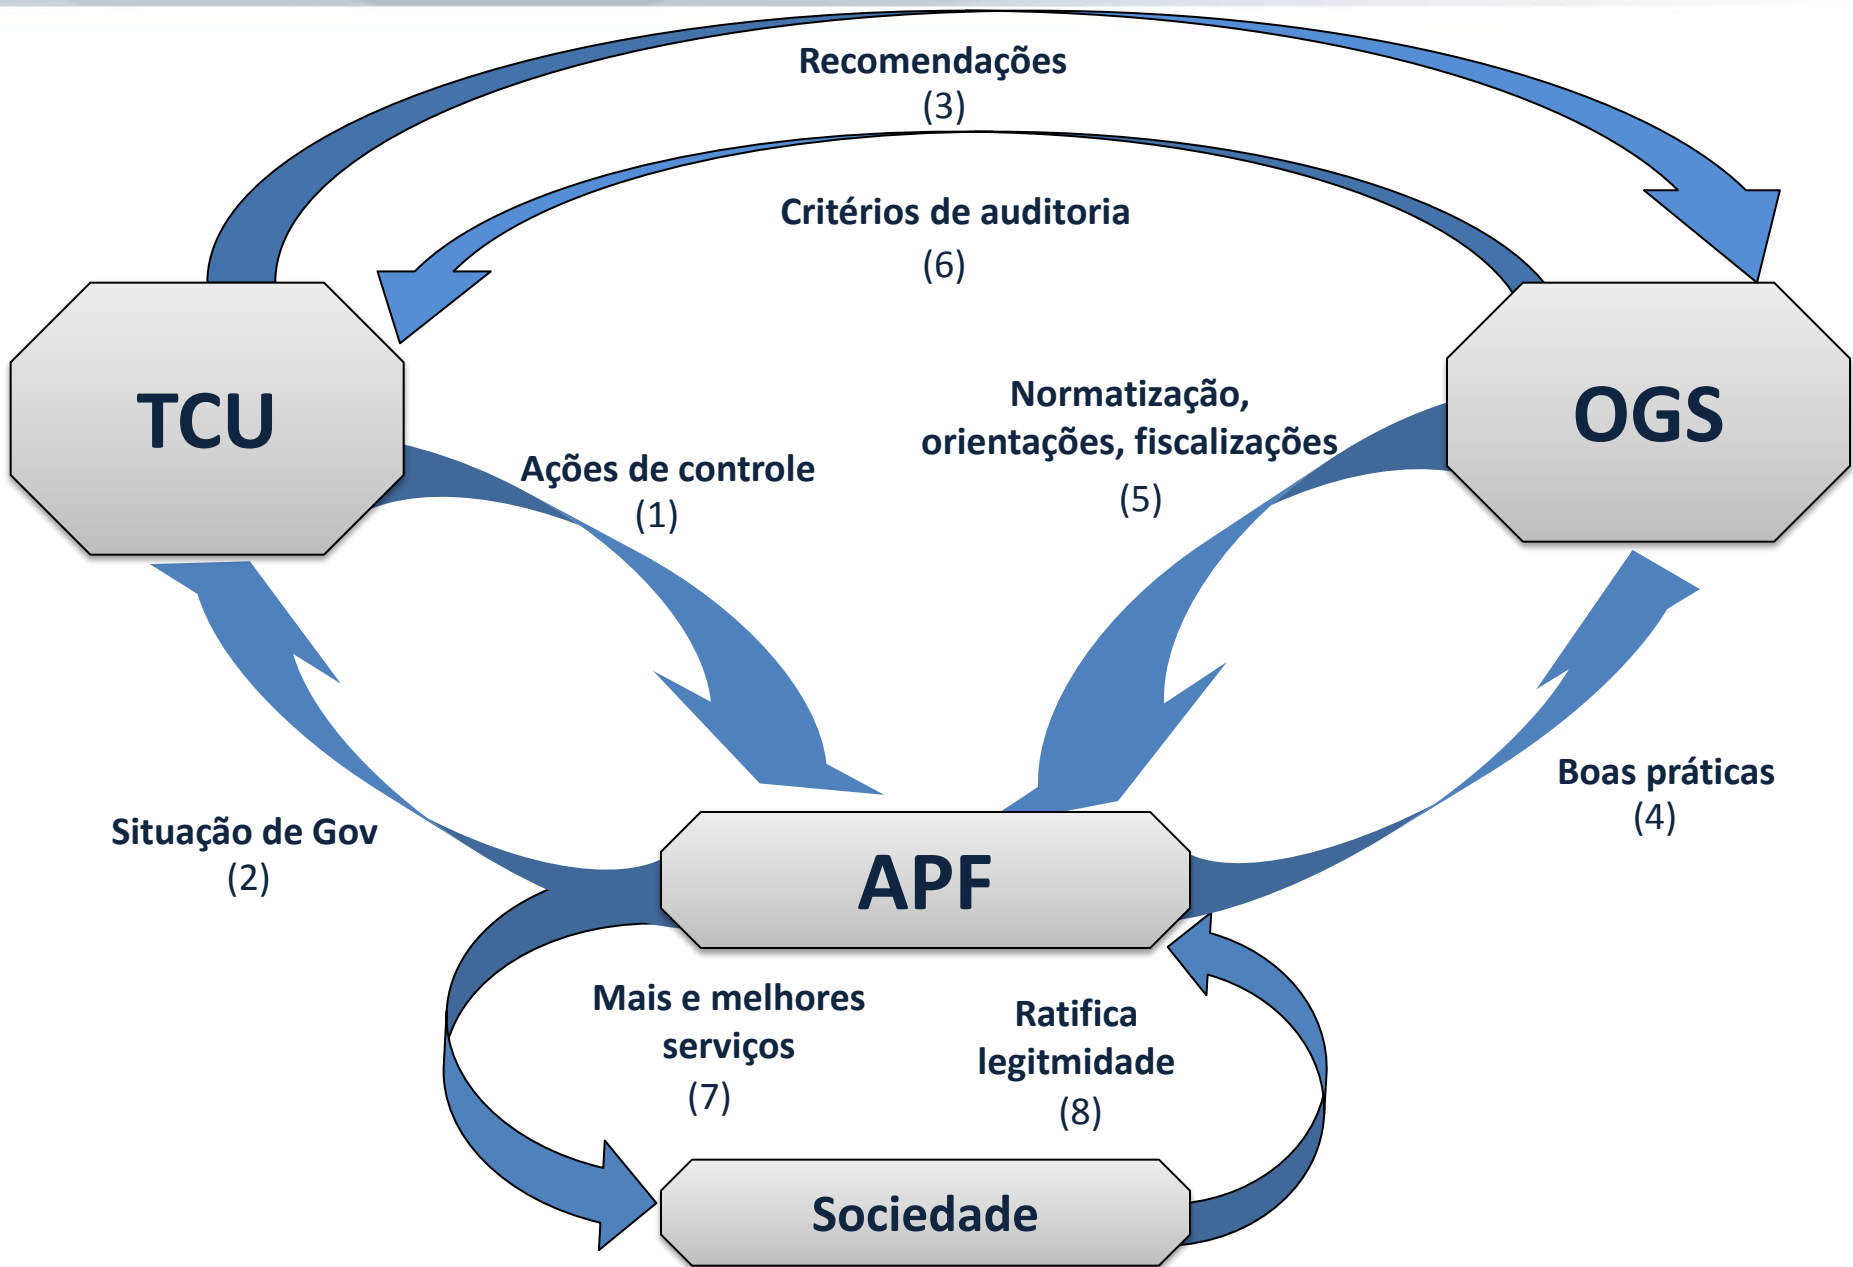 Recomendações
(3)
Critérios de auditoria
(6)
TCU
OGS
Normatização,
orientações, fiscalizações
(5)
Ações de controle
(1)
Boas práticas
(4)
Situação de Gov
(2)
APF
Mais e melhores
serviços
(7)
Ratifica
legitmidade
(8)
Sociedade